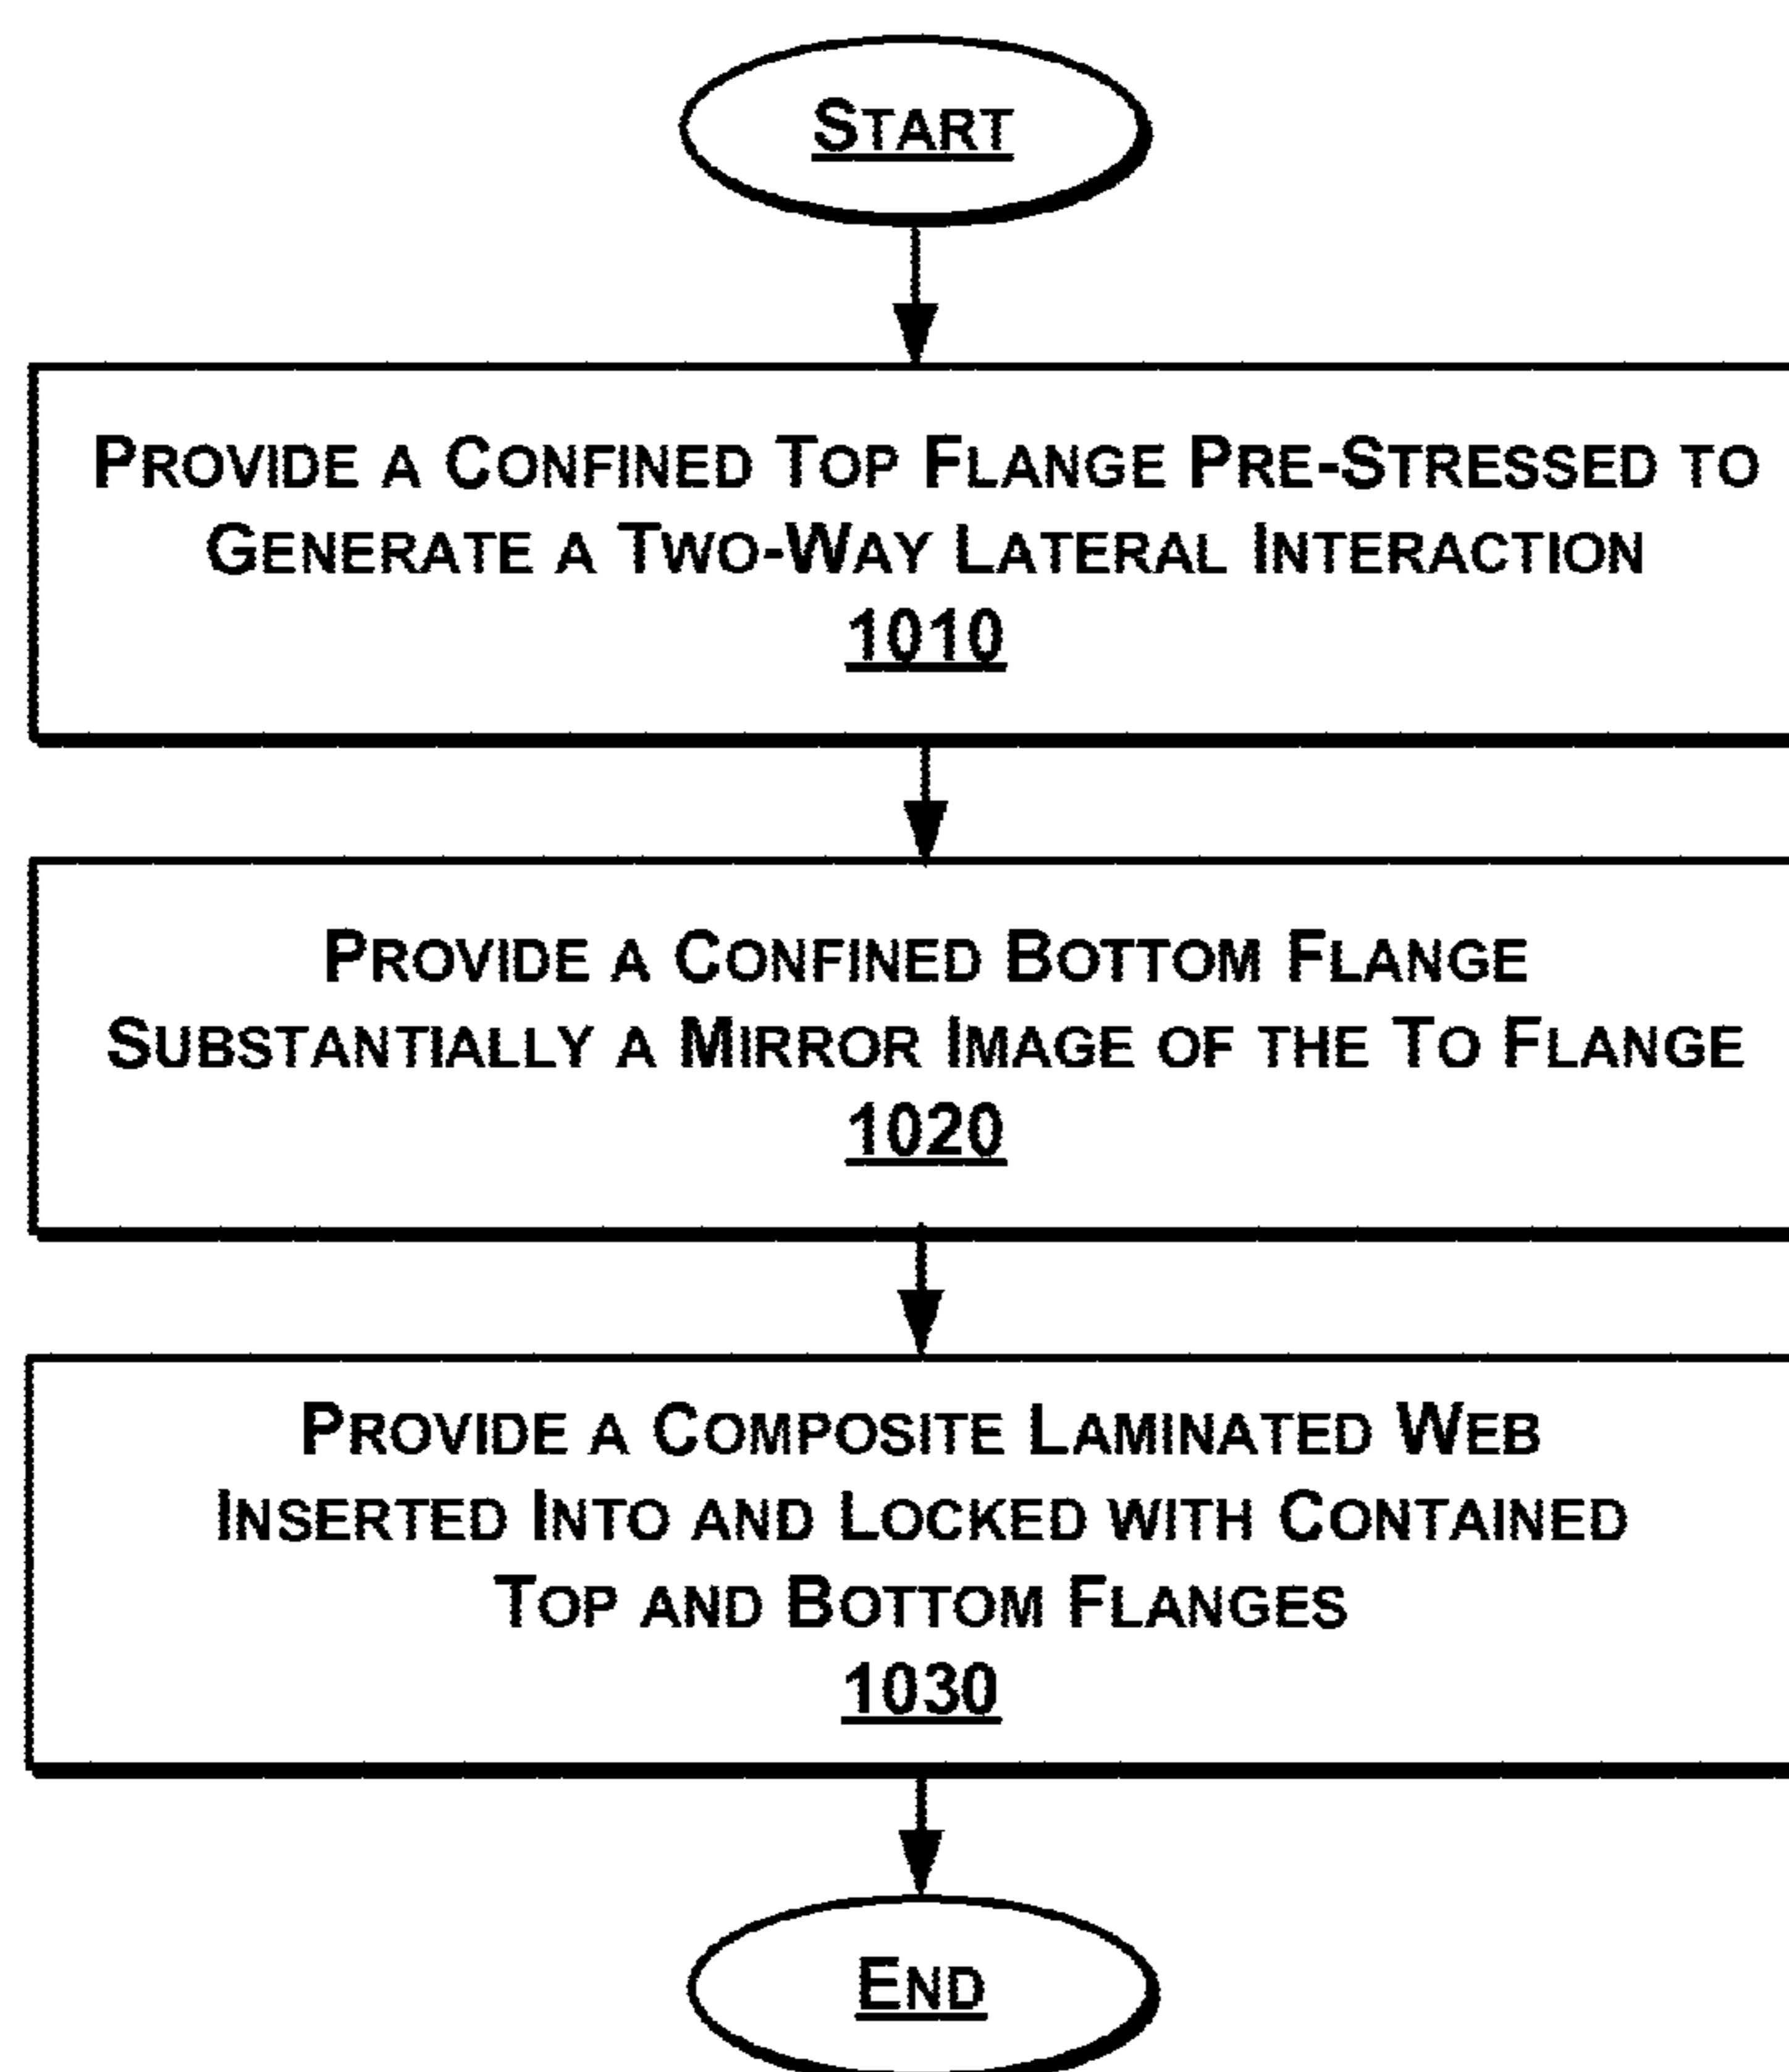 START
PROVIDE A CONFINED TOP FLANGE PRE-STRESSED TO
GENERATE A TWO-WAY LATERAL INTERACTION
1010
PROVIDE A CONFINED BOTTOM FLANGE
SUBSTANTIALLY A MIRROR IMAGE OF THE TO FLANGE
1020
PROVIDE A COMPOSITE LAMINATED WEB
INSERTED INTO AND LOCKED WITH CONTAINED
TOP AND BOTTOM FLANGES
1030
END